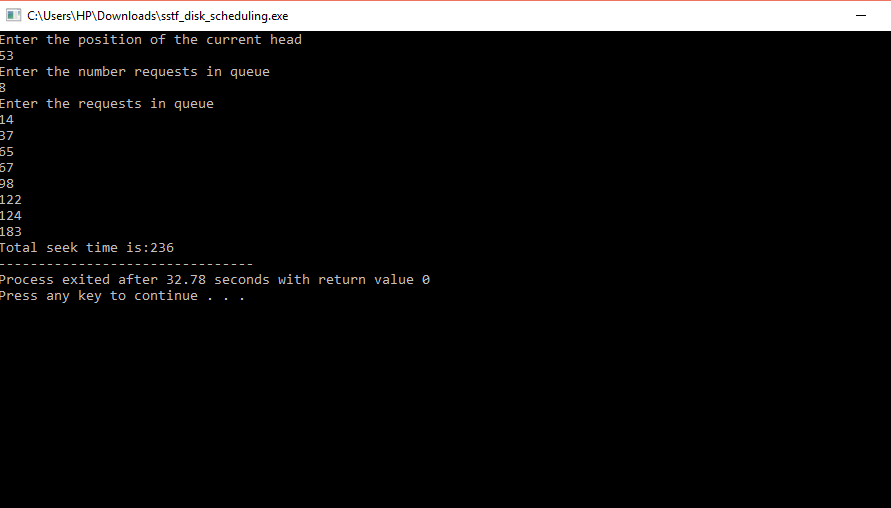 C:\Users\HP\Downloads\sstf_disk_scheduling.exe
Enter the position of the current head
53
Enter the number requests in queue
8
Enter the requests in queue
14
37
65
67
98
122
124
183
Total seek time is:236
--------------------------------
Process exited after 32.78 seconds with return value 0
Press any key to continue . . .